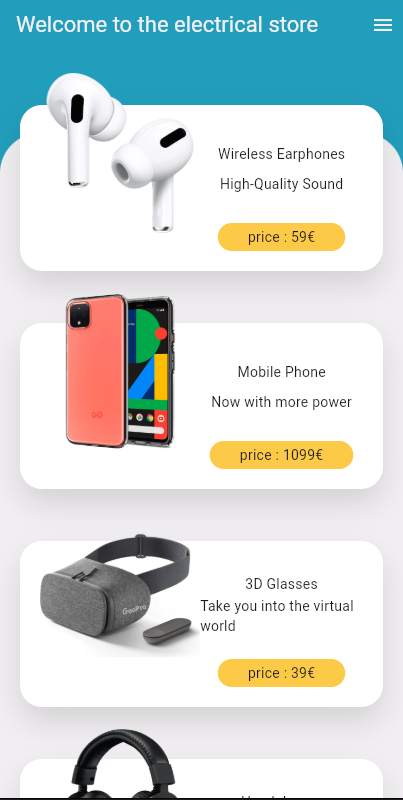 Welcome to the electrical store
Wireless Earphones
High-Quality Sound
price : 59€
GO
Mobile Phone
Now with more power
price : 1099€
3D Glasses
Take you into the virtual
world
price : 39€